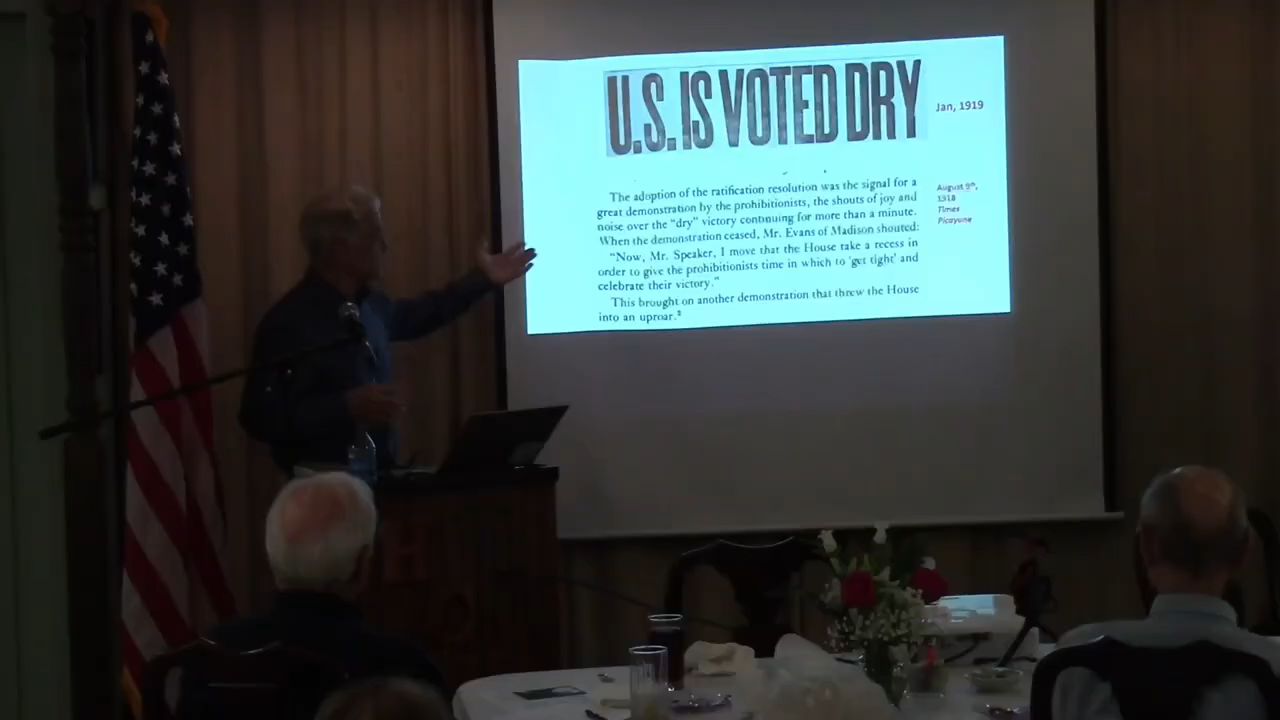 U.S. IS VOTED DRY
Jan, 1919
The adoption of the ratification resolution was the signal for a
great demonstration by the prohibitionists, the shouts of joy and
noise over the "dry" victory continuing for more than a minute.
When the demonstration ceased, Mr. Evans of Madison shouted:
"Now, Mr. Speaker, I move that the House take a recess in
order to give the prohibitionists time in which to 'get tight' and
celebrate their victory."
This brought on another demonstration that threw the House
into an uproar.²
August 9th,
1918
Times
Picayune